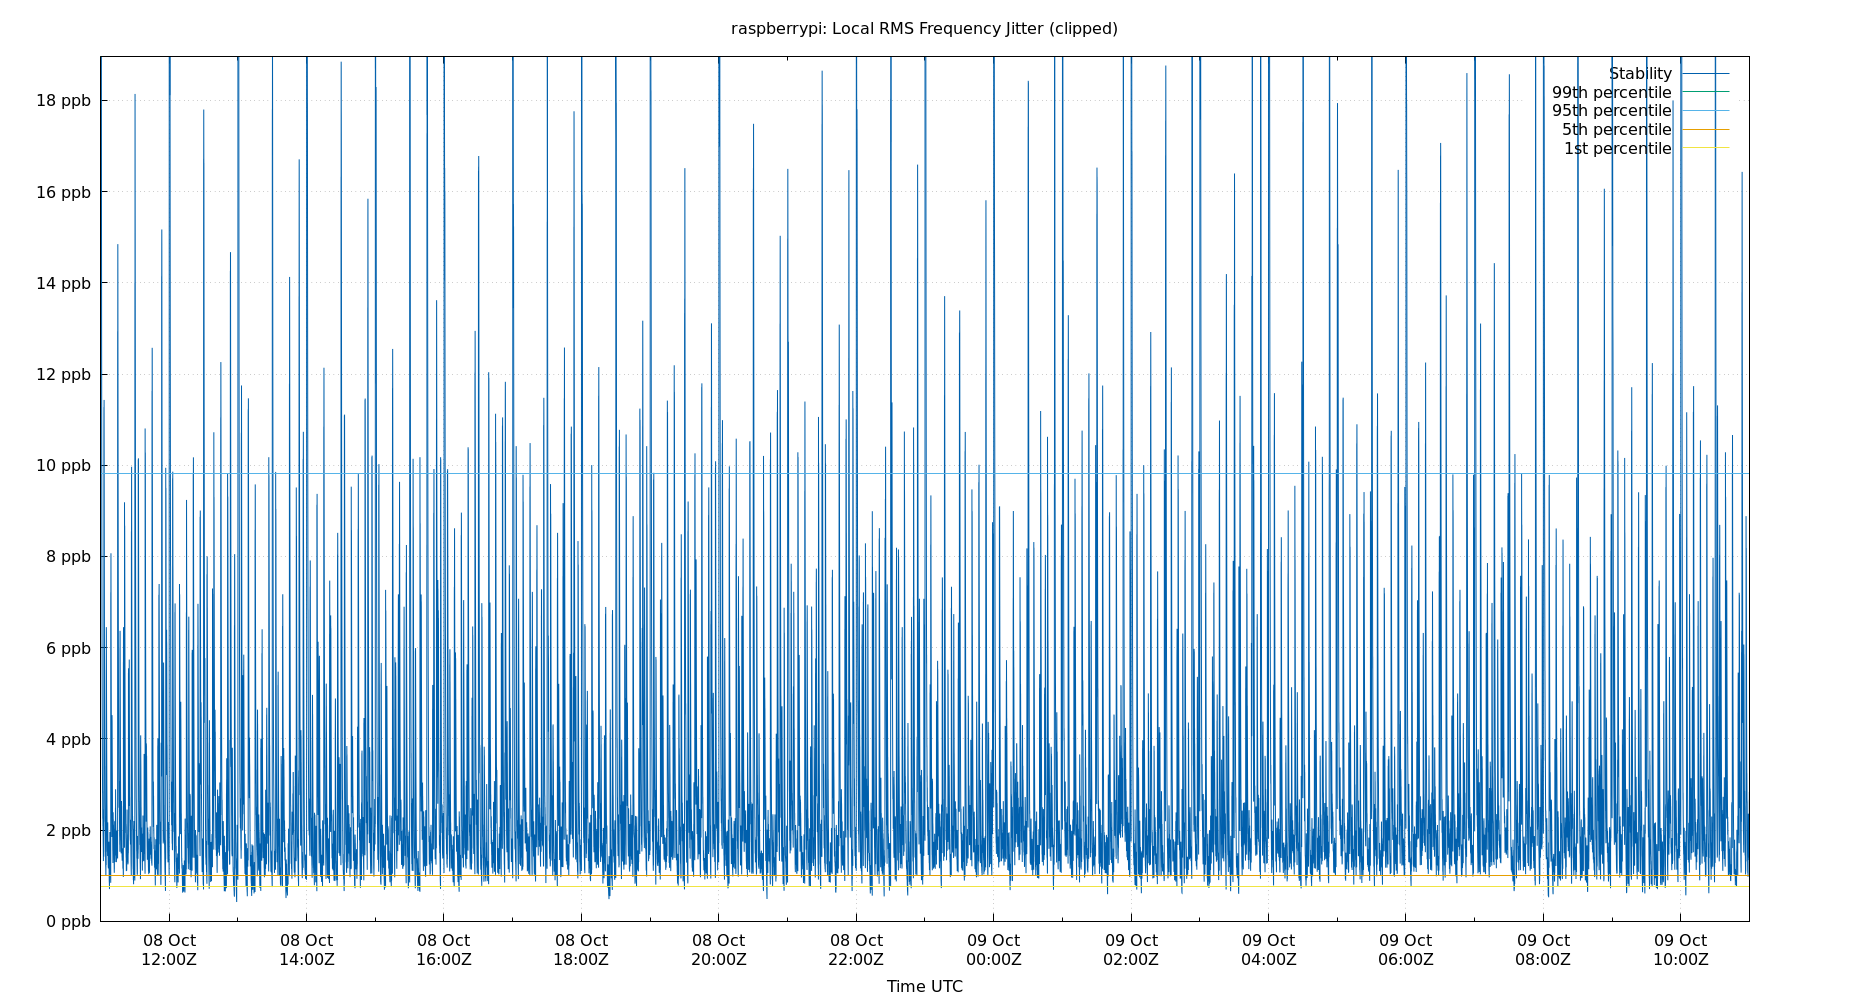 raspberrypi: Local RMS Frequency Jitter (clipped)
Stability
99th percentile
95th percentile
5th percentile
1st percentile
18 ppb
16 ppb
14 ppb
12 ppb
10 ppb
8 ppb
6 ppb
4 ppb
2 ppb
0 ppb
08 Oct 08 Oct 08 Oct 08 Oct 08 Oct 08 Oct 09 Oct 09 Oct 09 Oct 09 Oct 09 Oct 09 Oct
12:00Z 14:00Z 16:00Z 18:00Z 20:00Z 22:00Z 00:00Z 02:00Z 04:00Z 06:00Z 08:00Z 10:00Z
Time UTC